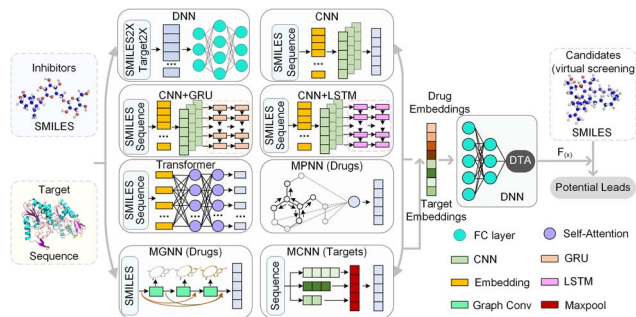 DNN
SMILES2X
Target2X
CNN
SMILES
Sequence
Inhibitors
SMILES
Target
Sequence
CNN+GRU
SMILES
Sequence
CNN+LSTM
SMILES
Sequence
Transformer
SMILES
Sequence
MPNN (Drugs)
SMILES
MGNN (Drugs)
SMILES
MCNN (Targets)
Sequence
Drug
Embeddings
Target
Embeddings
DTA
DNN
F(x)
Candidates
(virtual screening)
SMILES
Potential Leads
FC layer
Self-Attention
CNN
GRU
Embedding
LSTM
Graph Conv
Maxpool